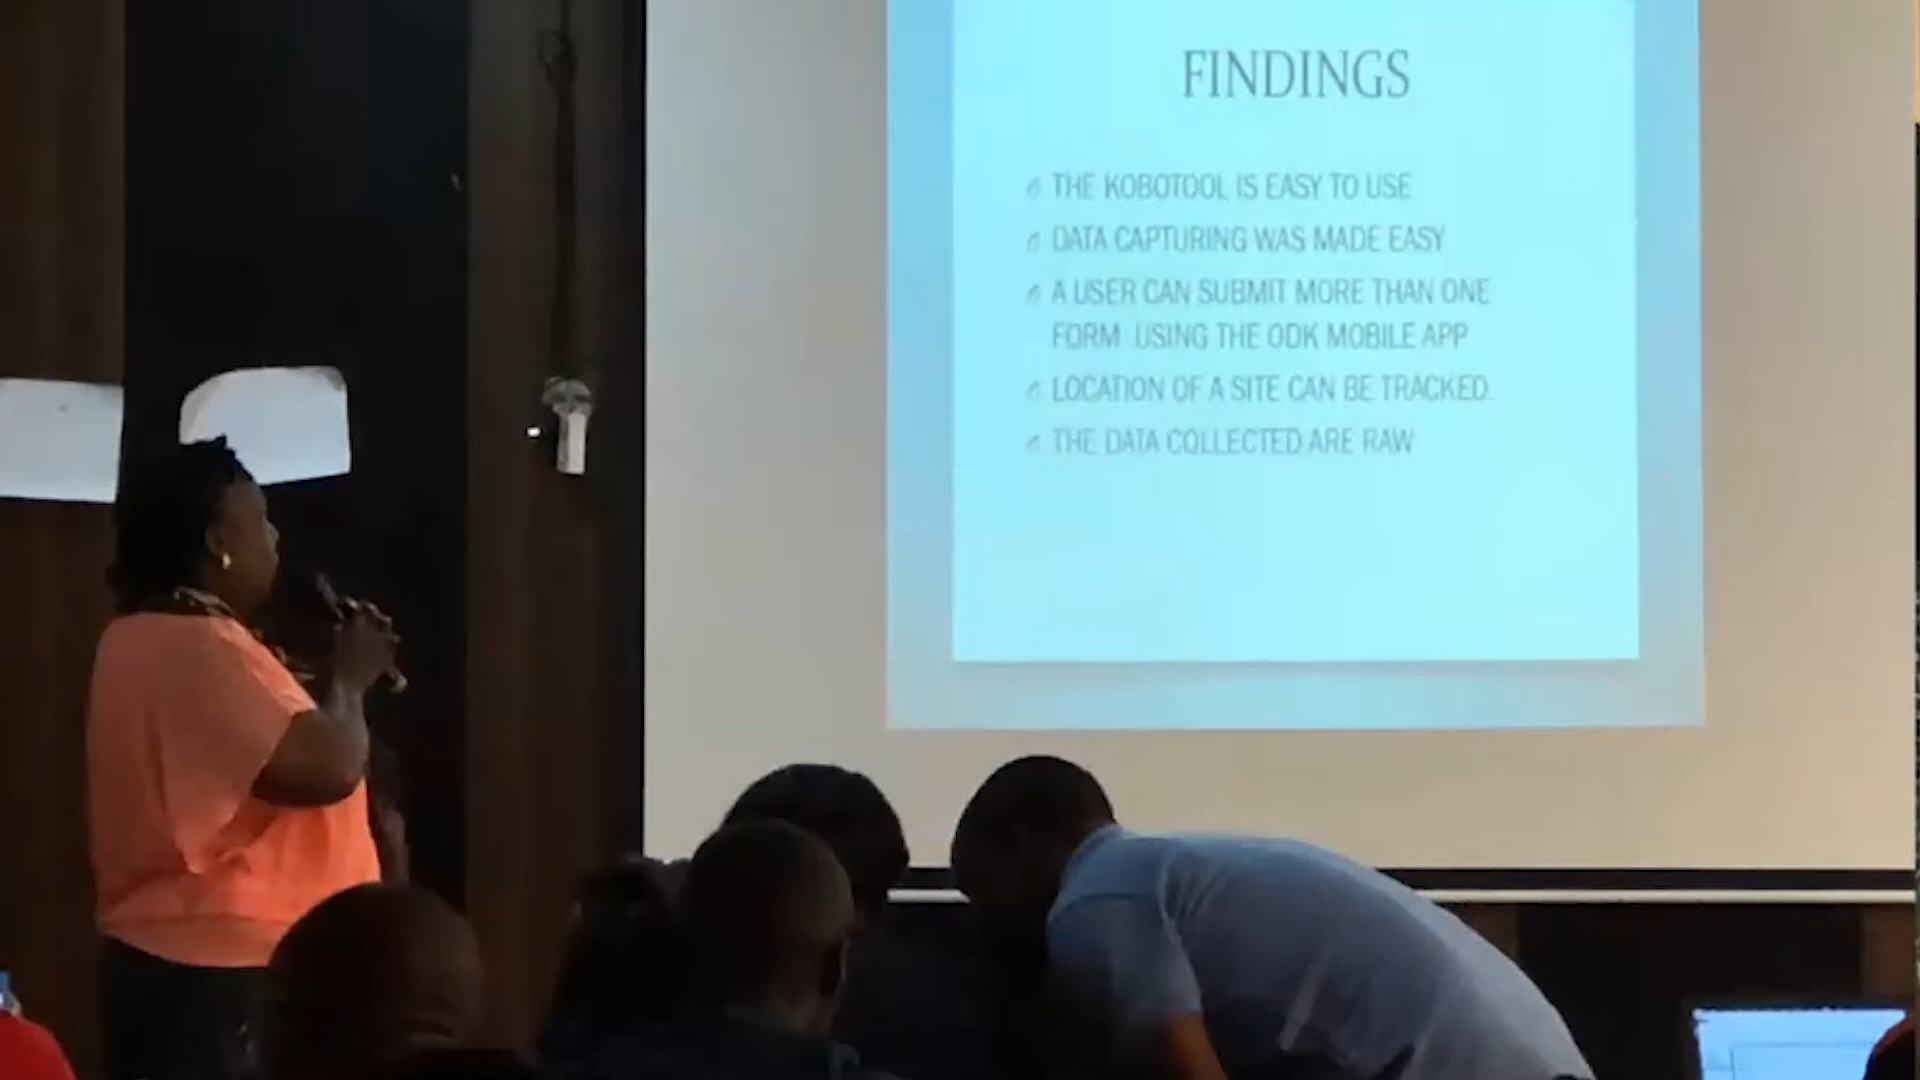 FINDINGS
THE KOBOTOOL IS EASY TO USE
DATA CAPTURING WAS MADE EASY
A USER CAN SUBMIT MORE THAN ONE
FORM USING THE ODK MOBILE APP
LOCATION OF A SITE CAN BE TRACKED.
THE DATA COLLECTED ARE RAW